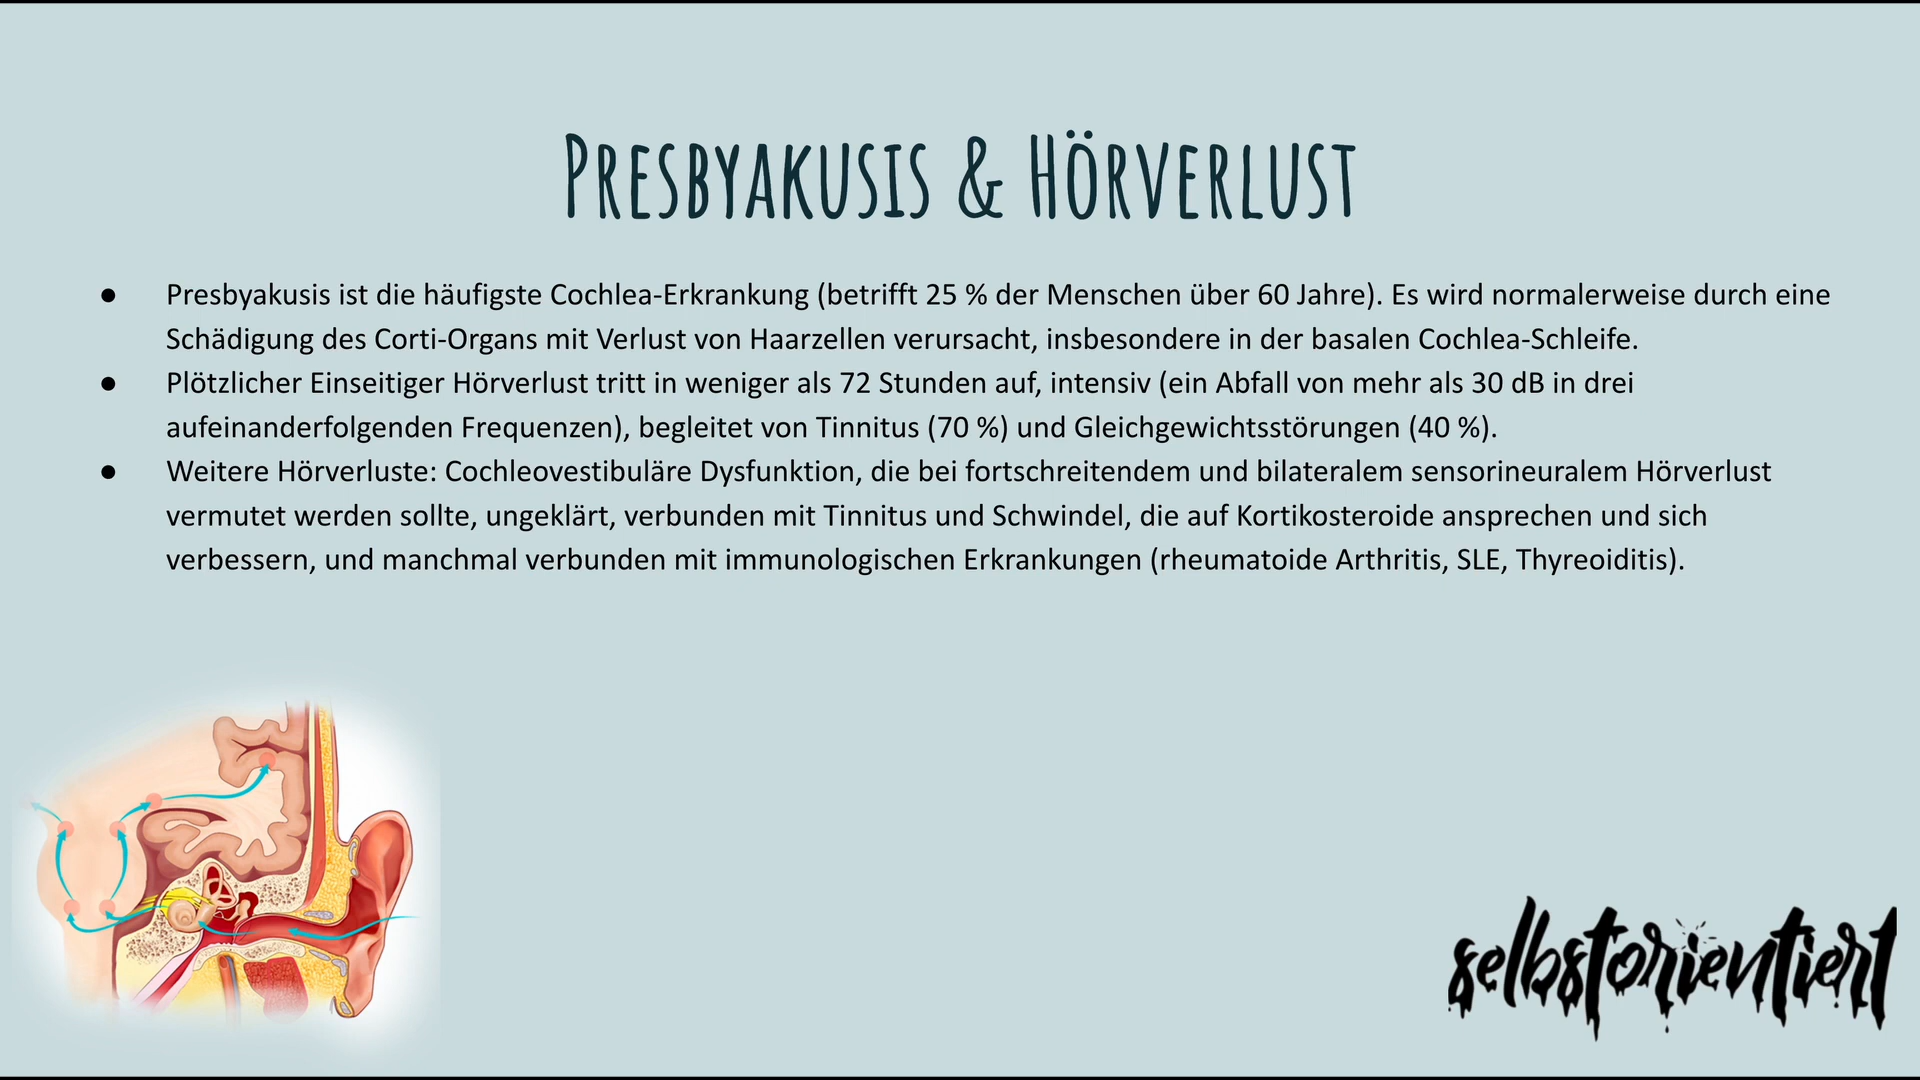 Presbyakusis & Hörverlust
● Presbyakusis ist die häufigste Cochlea-Erkrankung (betrifft 25 % der Menschen über 60 Jahre). Es wird normalerweise durch eine
Schädigung des Corti-Organs mit Verlust von Haarzellen verursacht, insbesondere in der basalen Cochlea-Schleife.
● Plötzlicher Einseitiger Hörverlust tritt in weniger als 72 Stunden auf, intensiv (ein Abfall von mehr als 30 dB in drei
aufeinanderfolgenden Frequenzen), begleitet von Tinnitus (70 %) und Gleichgewichtsstörungen (40 %).
● Weitere Hörverluste: Cochleovestibuläre Dysfunktion, die bei fortschreitendem und bilateralem sensorineuralem Hörverlust
vermutet werden sollte, ungeklärt, verbunden mit Tinnitus und Schwindel, die auf Kortikosteroide ansprechen und sich
verbessern, und manchmal verbunden mit immunologischen Erkrankungen (rheumatoide Arthritis, SLE, Thyreoiditis).
selbstorientiert